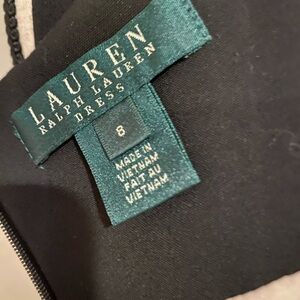 LAUREN
RALPH LAUREN
DRESS
8
MADE IN
VIETNAM
FAIT AU
VIETNAM